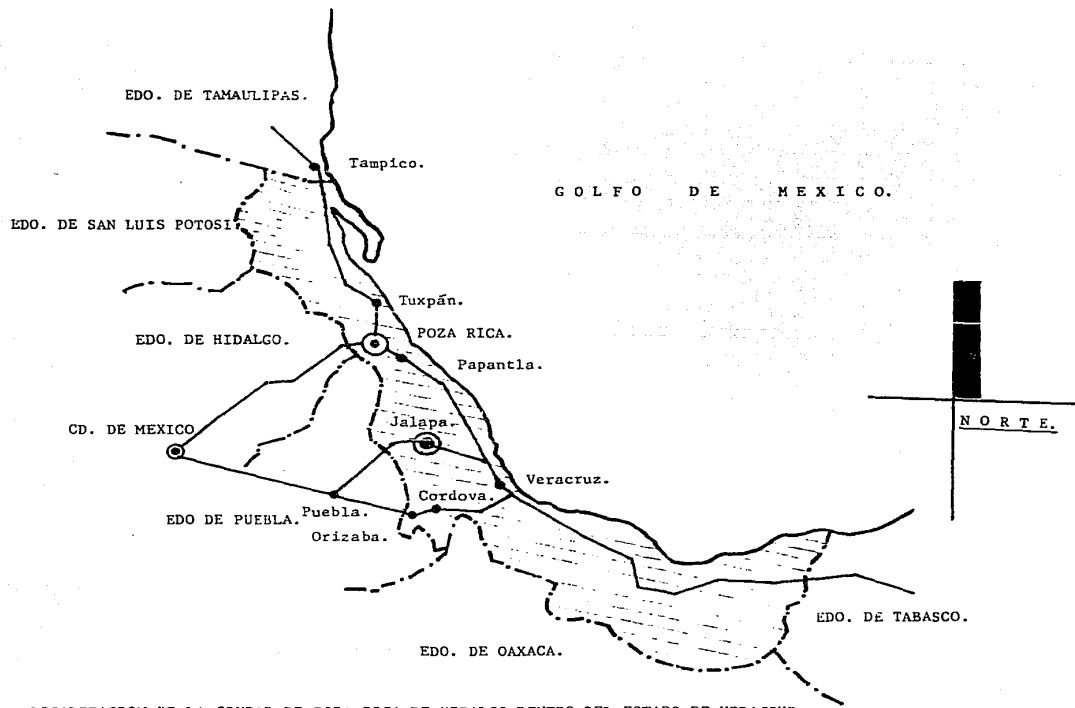 EDO. DE TAMAULIPAS.
Tampico.
GOLFO DE MEXICO.
EDO. DE SAN LUIS POTOSI
Tuxpán.
POZA RICA.
EDO. DE HIDALGO.
Papantla.
Jalapa.
CD. DE MEXICO
NORTE.
Veracruz.
Cordova.
Puebla.
EDO DE PUEBLA.
Orizaba.
EDO. DE TABASCO.
EDO. DE OAXACA.